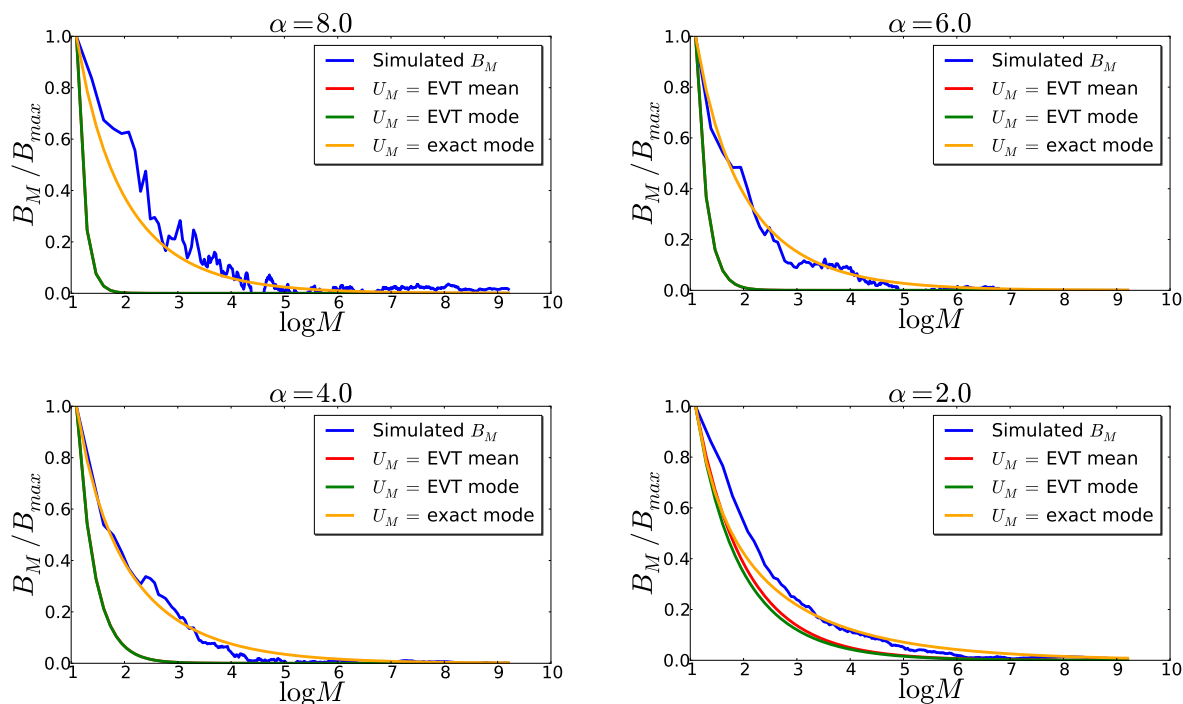 α=8.0
B_M/B_max
1.0
0.8
0.6
0.4
0.2
0.0
Simulated B_M
U_M = EVT mean
U_M = EVT mode
U_M = exact mode
1 2 3 4 5 6 7 8 9 10
logM
α=6.0
B_M/B_max
1.0
0.8
0.6
0.4
0.2
0.0
Simulated B_M
U_M = EVT mean
U_M = EVT mode
U_M = exact mode
1 2 3 4 5 6 7 8 9 10
logM
α=4.0
B_M/B_max
1.0
0.8
0.6
0.4
0.2
0.0
Simulated B_M
U_M = EVT mean
U_M = EVT mode
U_M = exact mode
1 2 3 4 5 6 7 8 9 10
logM
α=2.0
B_M/B_max
1.0
0.8
0.6
0.4
0.2
0.0
Simulated B_M
U_M = EVT mean
U_M = EVT mode
U_M = exact mode
1 2 3 4 5 6 7 8 9 10
logM